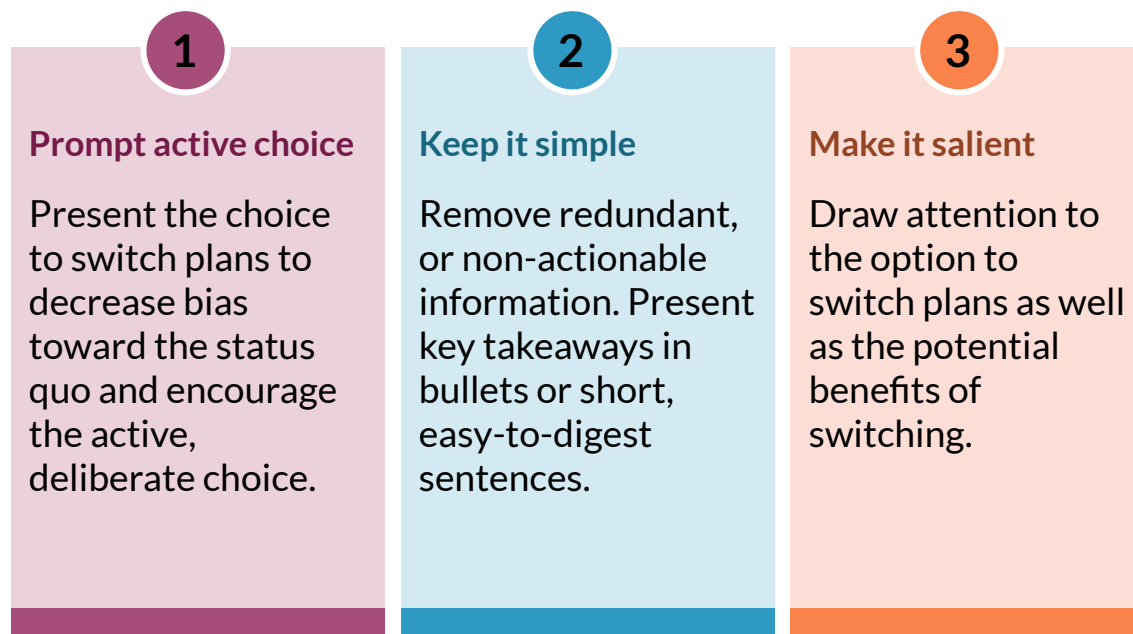 1
Prompt active choice
Present the choice
to switch plans to
decrease bias
toward the status
quo and encourage
the active,
deliberate choice.
2
Keep it simple
Remove redundant,
or non-actionable
information. Present
key takeaways in
bullets or short,
easy-to-digest
sentences.
3
Make it salient
Draw attention to
the option to
switch plans as well
as the potential
benefits of
switching.